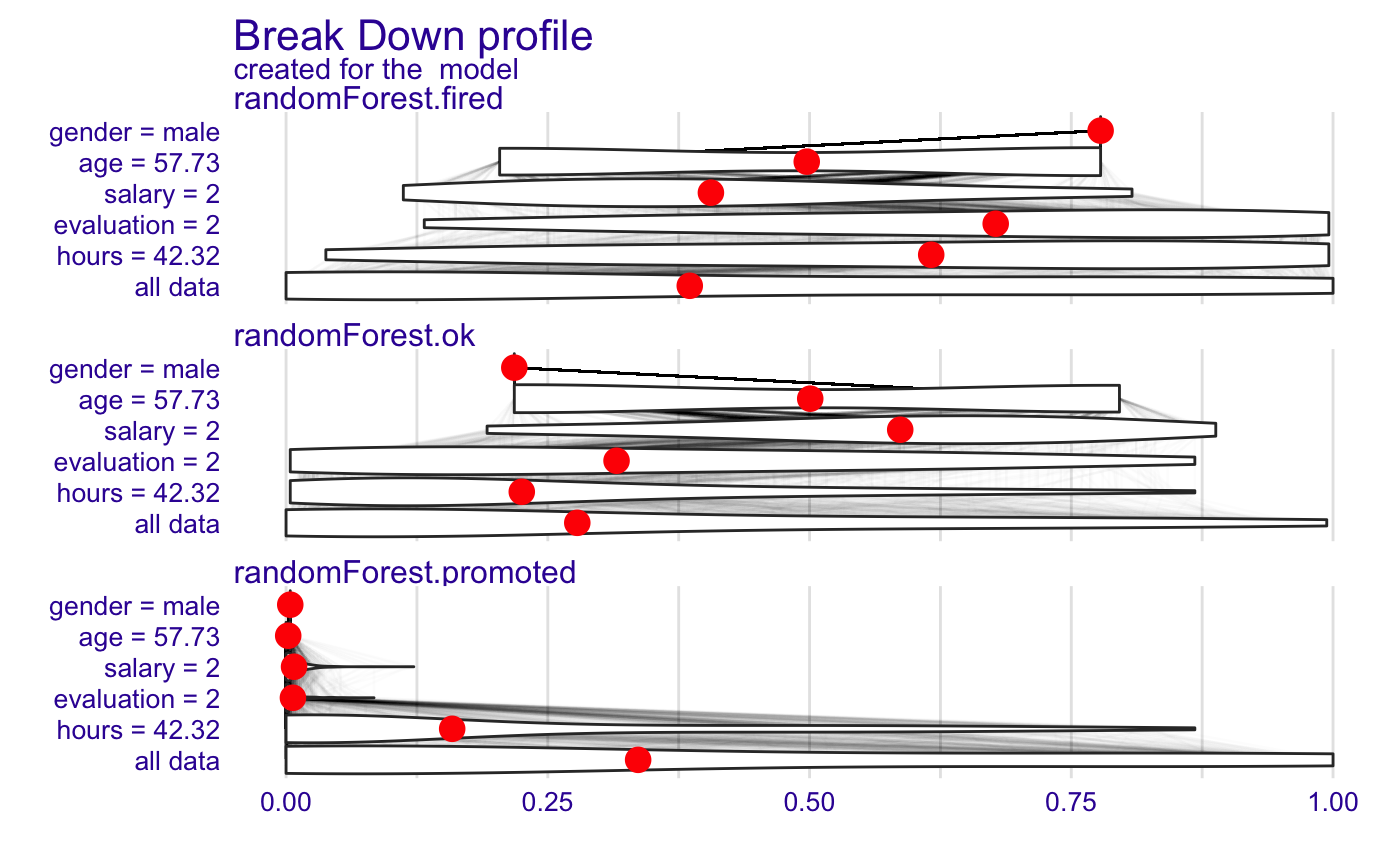 Break Down profile
created for the  model
randomForest.fired
gender = male
age = 57.73
salary = 2
evaluation = 2
hours = 42.32
all data
randomForest.ok
gender = male
age = 57.73
salary = 2
evaluation = 2
hours = 42.32
all data
randomForest.promoted
gender = male
age = 57.73
salary = 2
evaluation = 2
hours = 42.32
all data
0.00 0.25 0.50 0.75 1.00